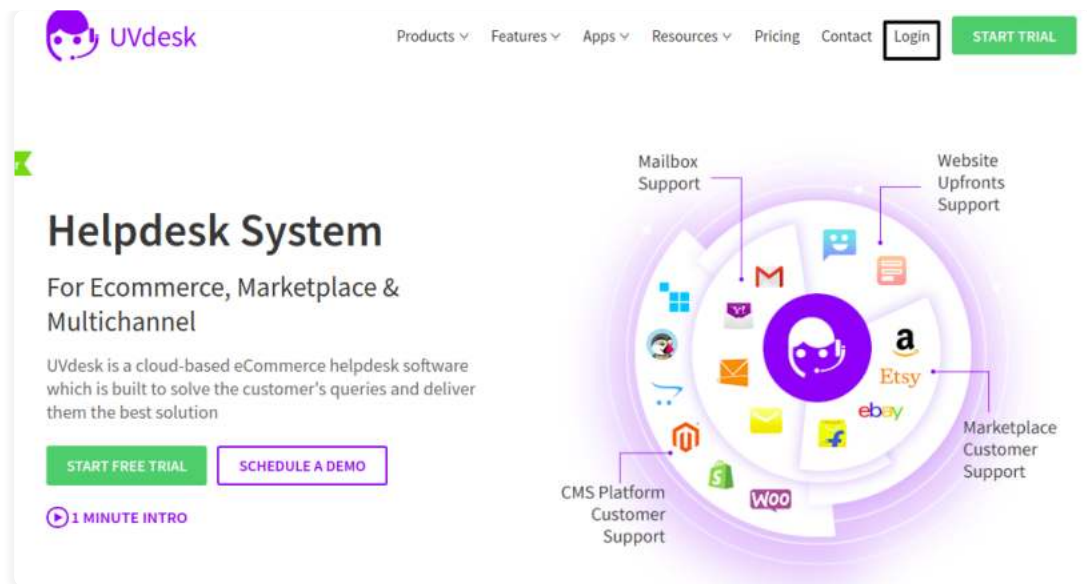 UVdesk
Products
Features
Apps
Resources
Pricing
Contact
Login
START TRIAL
Mailbox
Support
Website
Upfronts
Support
Helpdesk System
For Ecommerce, Marketplace &
Multichannel
UVdesk is a cloud-based eCommerce helpdesk software
which is built to solve the customer's queries and deliver
them the best solution
START FREE TRIAL
SCHEDULE A DEMO
1 MINUTE INTRO
a
Etsy
ebay
Marketplace
Customer
Support
CMS Platform
Customer
Support
WOO